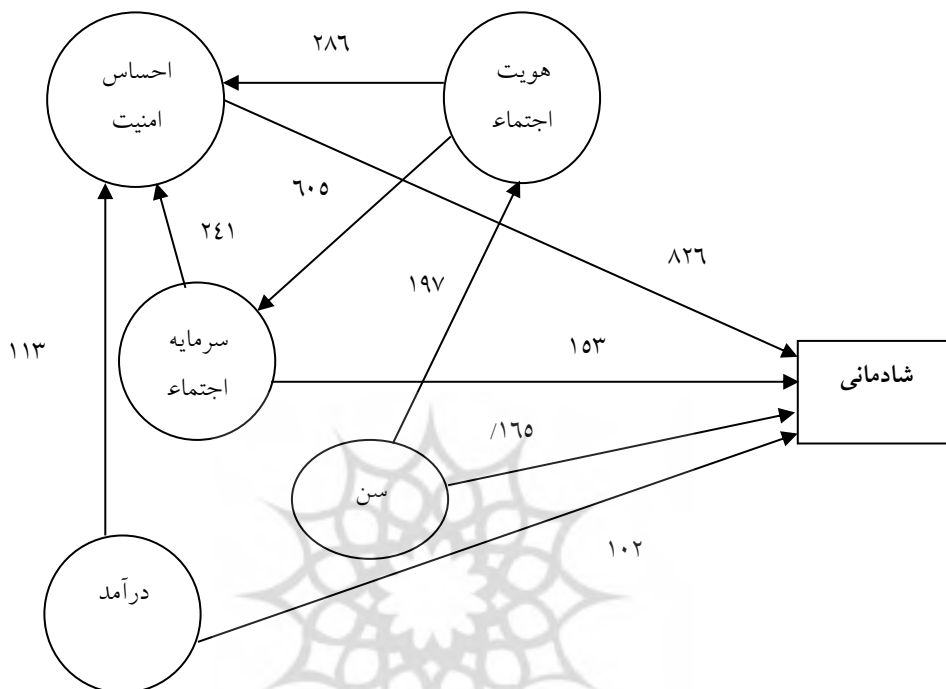 ۲۸۶
احساس
امنیت
هویت
اجتماع
۶۰۵
۲۴۱
۱۹۷
۸۲۶
سرمایه
اجتماع
۱۱۳
۱۵۳
شادمانی
/۱۶۵
سن
۱۰۲
درآمد